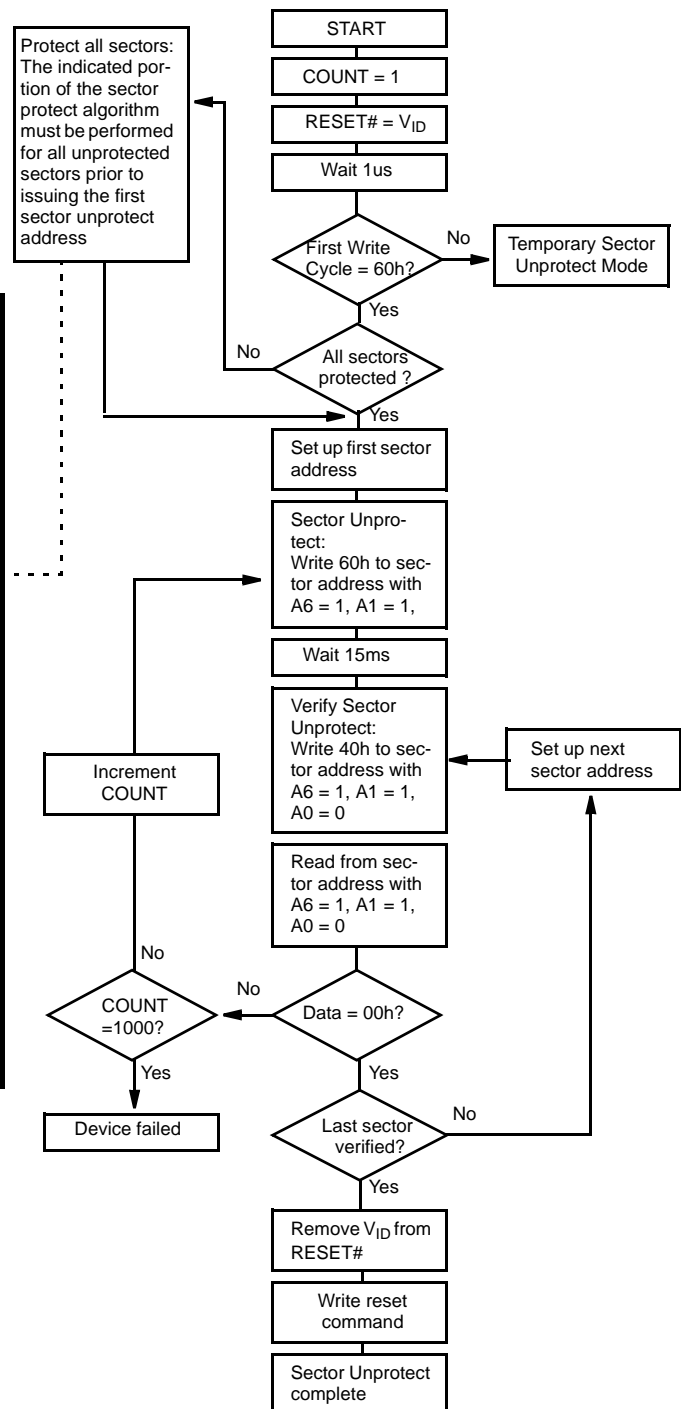 START
Protect all sectors:
The indicated por-
tion of the sector
protect algorithm
must be performed
for all unprotected
sectors prior to
issuing the first
sector unprotect
address
COUNT = 1
RESET# = VID
Wait 1us
First Write
Cycle = 60h?
No
Temporary Sector
Unprotect Mode
Yes
All sectors
protected ?
No
Yes
Set up first sector
address
Sector Unpro-
tect:
Write 60h to sec-
tor address with
A6 = 1, A1 = 1,
Wait 15ms
Verify Sector
Unprotect:
Write 40h to sec-
tor address with
A6 = 1, A1 = 1,
A0 = 0
Set up next
sector address
Increment
COUNT
Read from sec-
tor address with
A6 = 1, A1 = 1,
A0 = 0
No
COUNT
=1000?
No
Data = 00h?
Yes
Yes
Device failed
Last sector
verified?
No
Yes
Remove VID from
RESET#
Write reset
command
Sector Unprotect
complete